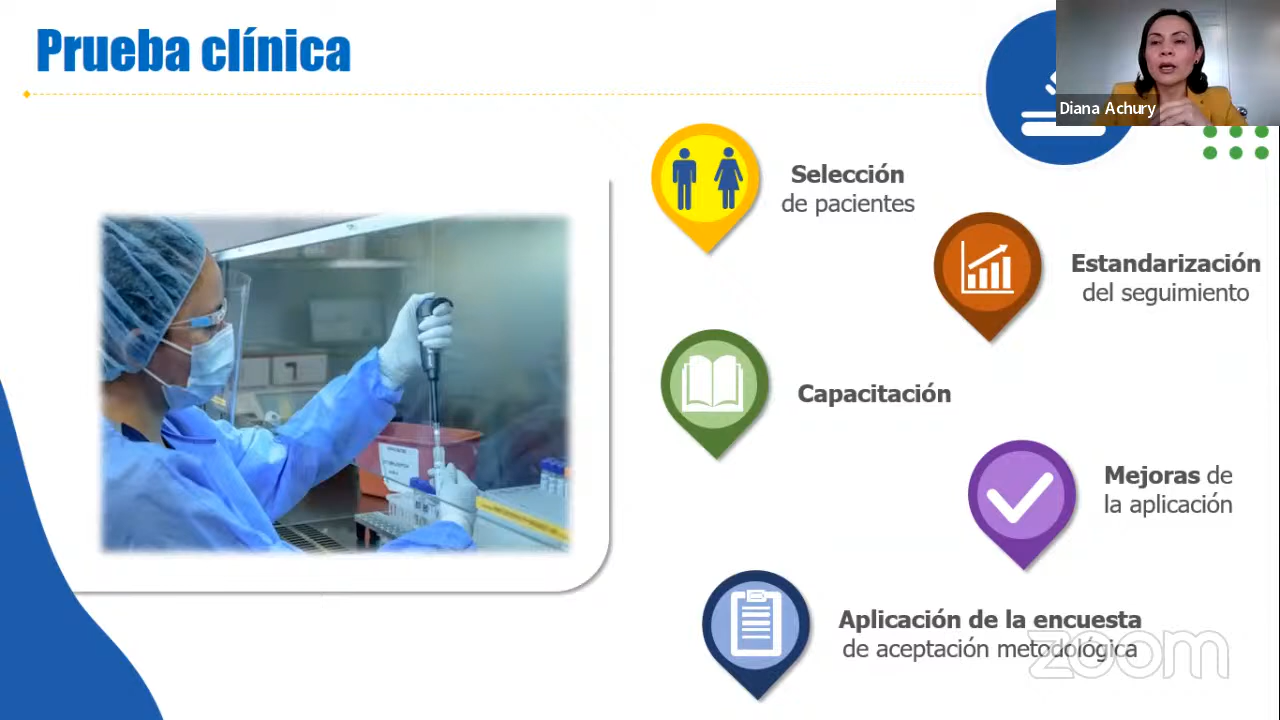 Prueba clínica
Diana Achury
Selección
de pacientes
Estandarización
del seguimiento
Capacitación
Mejoras de
la aplicación
Aplicación de la encuesta
de aceptación metodológica
zoom